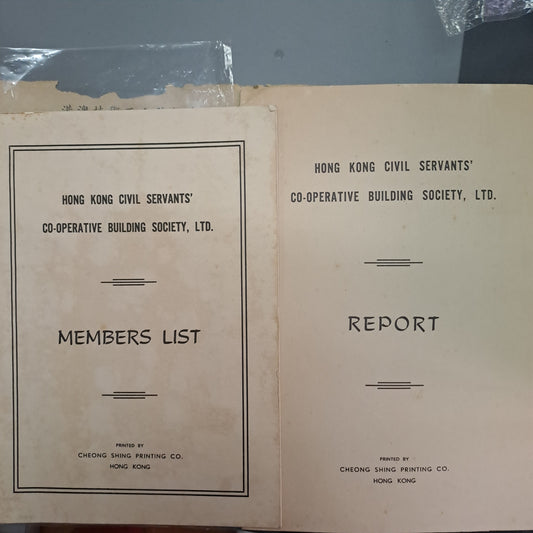 HONG KONG CIVIL SERVANTS'
CO-OPERATIVE BUILDING SOCIETY, LTD.
MEMBERS LIST
PRINTED BY
CHEONG SHING PRINTING CO.
HONG KONG
HONG KONG CIVIL SERVANTS'
CO-OPERATIVE BUILDING SOCIETY, LTD.
REPORT
PRINTED BY
CHEONG SHING PRINTING CO.
HONG KONG